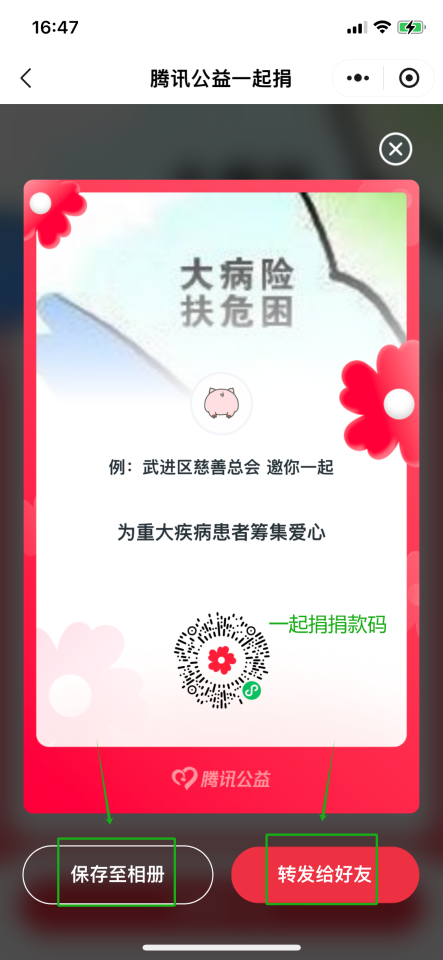 16:47
腾讯公益一起捐
大病险
扶危困
例：武进区慈善总会 邀你一起
为重大疾病患者筹集爱心
一起捐捐款码
腾讯公益
保存至相册
转发给好友